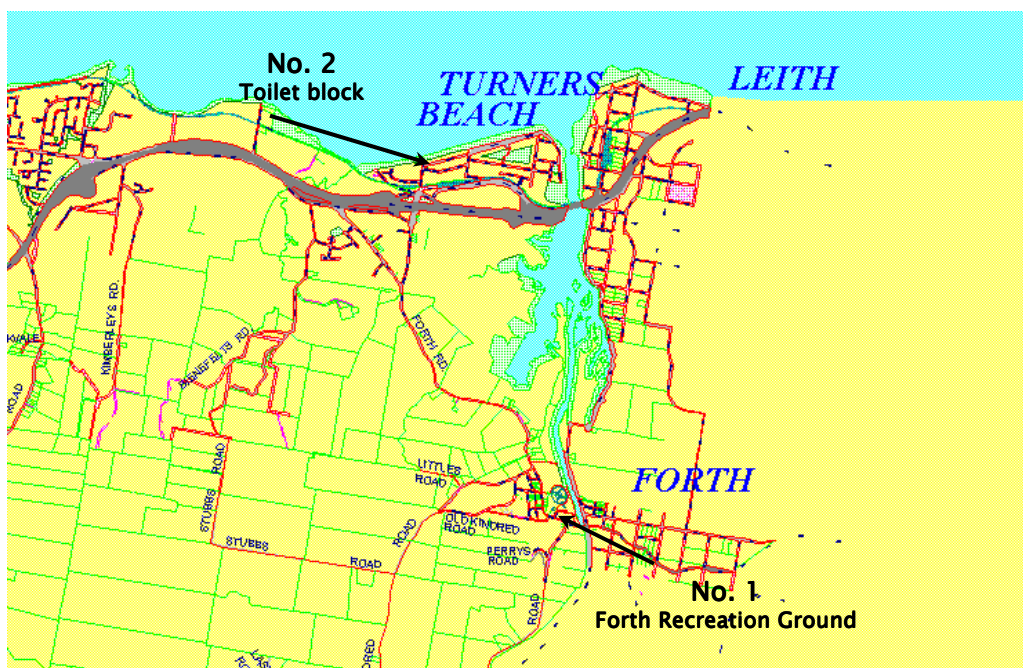 No. 2
Toilet block
TURNERS
BEACH
LEITH
KIMBERLEYS RD.
FORTH RD.
ROAD
LITTLES
ROAD
FORTH
STUBBS
ROAD
OLD KINDRED
ROAD
ROAD
PERRYS
ROAD
STUBBS
ROAD
ROAD
No. 1
Forth Recreation Ground